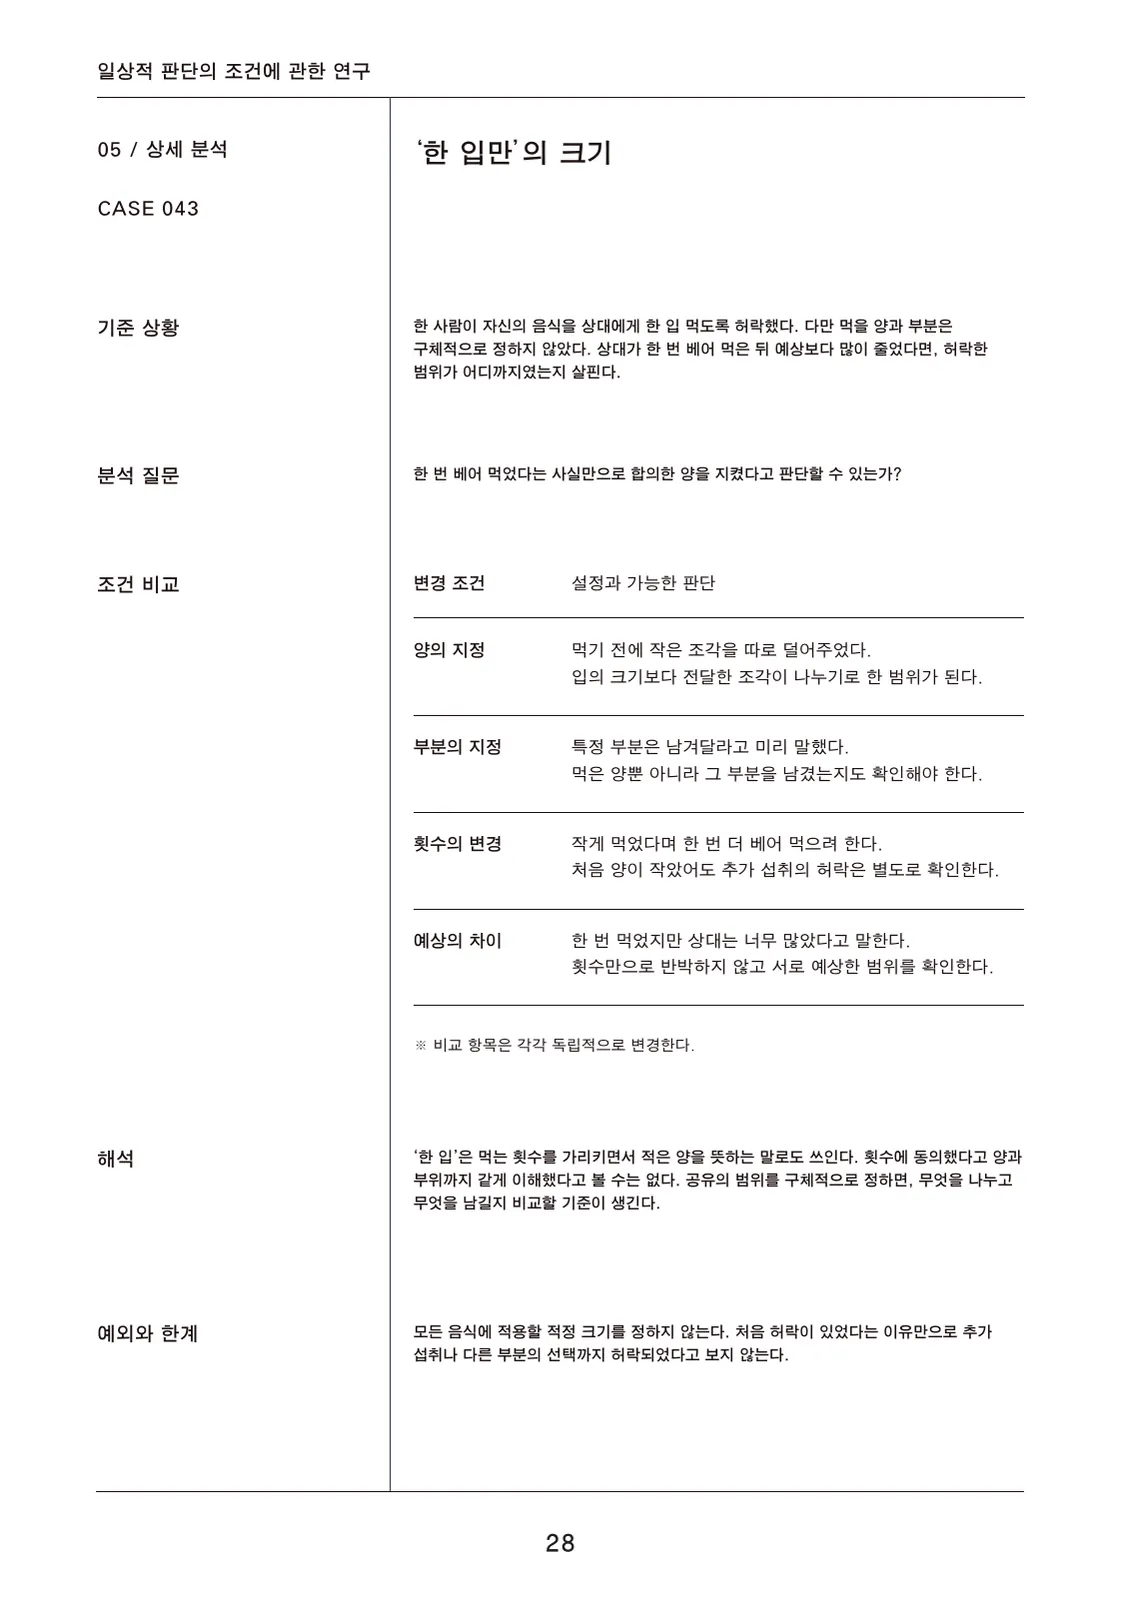 일상적 판단의 조건에 관한 연구
05 / 상세 분석
‘한 입만’의 크기
CASE 043
기준 상황
한 사람이 자신의 음식을 상대에게 한 입 먹도록 허락했다. 다만 먹을 양과 부분은
구체적으로 정하지 않았다. 상대가 한 번 베어 먹은 뒤 예상보다 많이 줄었다면, 허락한
범위가 어디까지였는지 살핀다.
분석 질문
한 번 베어 먹었다는 사실만으로 합의한 양을 지켰다고 판단할 수 있는가?
조건 비교
변경 조건 설정과 가능한 판단
양의 지정 먹기 전에 작은 조각을 따로 덜어주었다.
입의 크기보다 전달한 조각이 나누기로 한 범위가 된다.
부분의 지정 특정 부분은 남겨달라고 미리 말했다.
먹은 양뿐 아니라 그 부분을 남겼는지도 확인해야 한다.
횟수의 변경 작게 먹었다며 한 번 더 베어 먹으려 한다.
처음 양이 작았어도 추가 섭취의 허락은 별도로 확인한다.
예상의 차이 한 번 먹었지만 상대는 너무 많았다고 말한다.
횟수만으로 반박하지 않고 서로 예상한 범위를 확인한다.
※ 비교 항목은 각각 독립적으로 변경한다.
해석
‘한 입’은 먹는 횟수를 가리키면서 적은 양을 뜻하는 말로도 쓰인다. 횟수에 동의했다고 양과
부위까지 같게 이해했다고 볼 수는 없다. 공유의 범위를 구체적으로 정하면, 무엇을 나누고
무엇을 남길지 비교할 기준이 생긴다.
예외와 한계
모든 음식에 적용할 적정 크기를 정하지 않는다. 처음 허락이 있었다는 이유만으로 추가
섭취나 다른 부분의 선택까지 허락되었다고 보지 않는다.
28